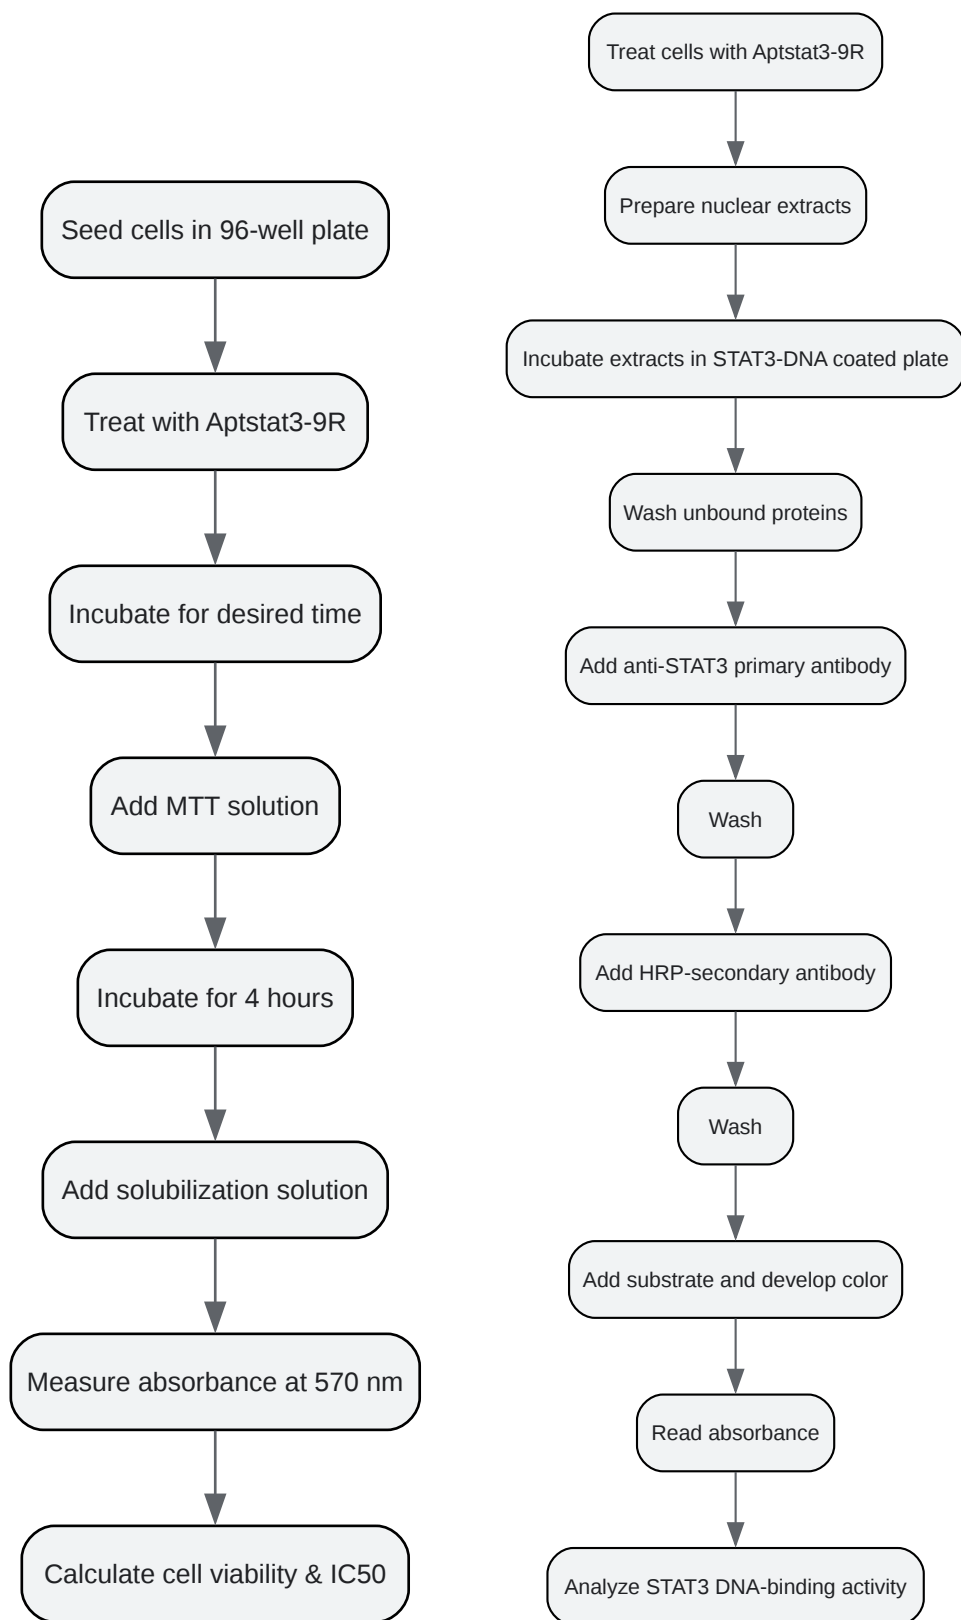 Seed cells in 96-well plate
Treat with Aptstat3-9R
Incubate for desired time
Add MTT solution
Incubate for 4 hours
Add solubilization solution
Measure absorbance at 570 nm
Calculate cell viability & IC50
Treat cells with Aptstat3-9R
Prepare nuclear extracts
Incubate extracts in STAT3-DNA coated plate
Wash unbound proteins
Add anti-STAT3 primary antibody
Wash
Add HRP-secondary antibody
Wash
Add substrate and develop color
Read absorbance
Analyze STAT3 DNA-binding activity